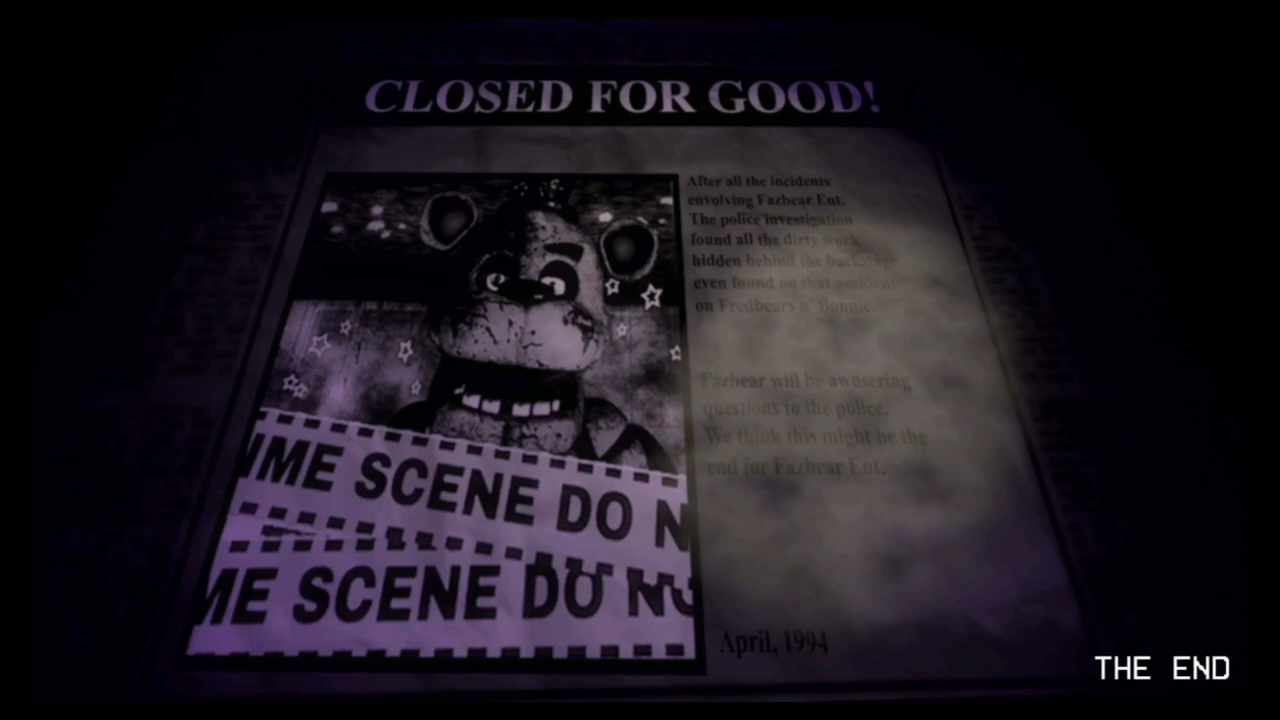 CLOSED FOR GOOD!
After all the incidents
envolving Fazbear Ent.
The police investigation
found all the dirty work
hidden behind the backstage
even found on that accident
on Fredbears n' Bonnie.
Fazbear will be awnsering
questions to the police.
We think this might be the
end for Fazbear Ent.
IME SCENE DO N
ME SCENE DO NO
April, 1994
THE END